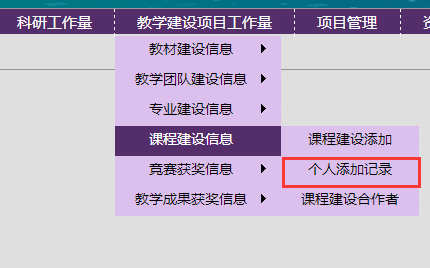 科研工作量 教学建设项目工作量 项目管理
教材建设信息
教学团队建设信息
专业建设信息
课程建设信息 课程建设添加
竞赛获奖信息 个人添加记录
教学成果获奖信息 课程建设合作者